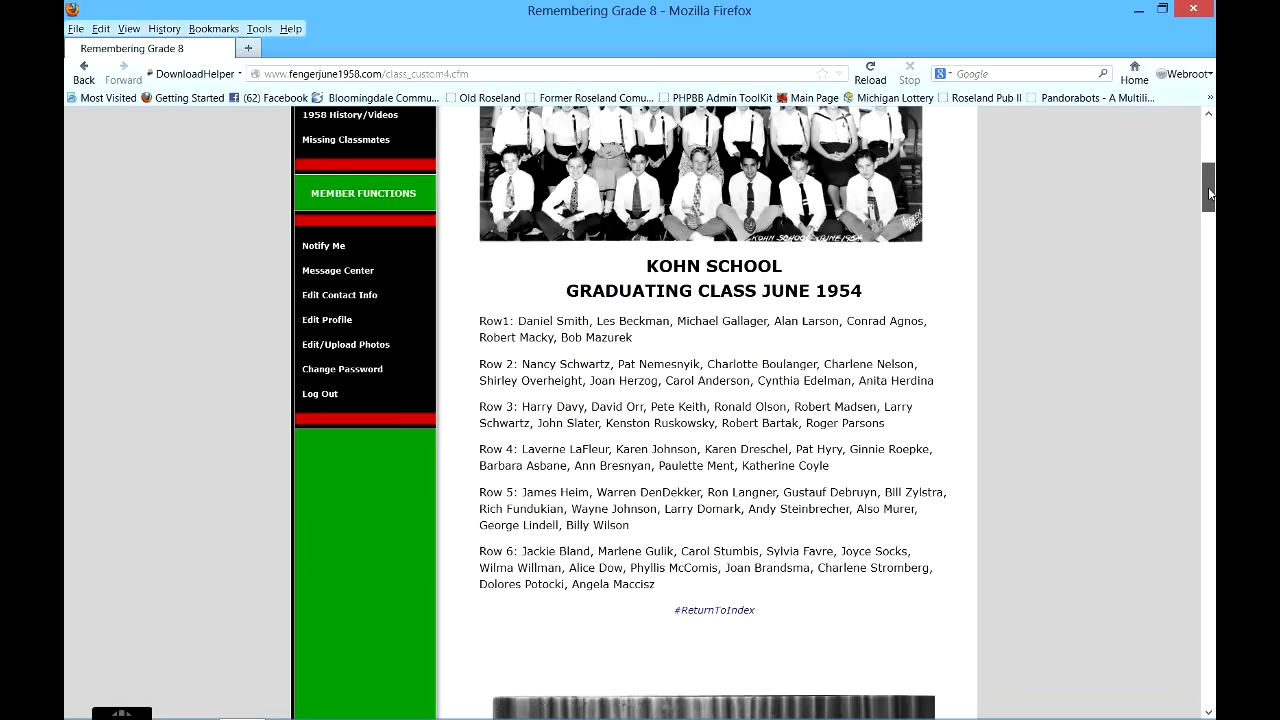 Remembering Grade 8 - Mozilla Firefox
File Edit View History Bookmarks Tools Help
Remembering Grade 8
Back Forward DownloadHelper www.fengerjune1958.com/class_custom4.cfm Reload Stop Google Home Webroot
Most Visited Getting Started (62) Facebook Bloomingdale Commu... Old Roseland Former Roseland Comu... PHPBB Admin ToolKit Main Page Michigan Lottery Roseland Pub II Pandorabots - A Multili... »
1958 History/Videos
Missing Classmates
MEMBER FUNCTIONS
Notify Me
Message Center
Edit Contact Info
Edit Profile
Edit/Upload Photos
Change Password
Log Out
KOHN SCHOOL - JUNE 1954
KOHN SCHOOL
GRADUATING CLASS JUNE 1954
Row1: Daniel Smith, Les Beckman, Michael Gallager, Alan Larson, Conrad Agnos,
Robert Macky, Bob Mazurek
Row 2: Nancy Schwartz, Pat Nemesnyik, Charlotte Boulanger, Charlene Nelson,
Shirley Overheight, Joan Herzog, Carol Anderson, Cynthia Edelman, Anita Herdina
Row 3: Harry Davy, David Orr, Pete Keith, Ronald Olson, Robert Madsen, Larry
Schwartz, John Slater, Kenston Ruskowsky, Robert Bartak, Roger Parsons
Row 4: Laverne LaFleur, Karen Johnson, Karen Dreschel, Pat Hyry, Ginnie Roepke,
Barbara Asbane, Ann Bresnyan, Paulette Ment, Katherine Coyle
Row 5: James Heim, Warren DenDekker, Ron Langner, Gustauf Debruyn, Bill Zylstra,
Rich Fundukian, Wayne Johnson, Larry Domark, Andy Steinbrecher, Also Murer,
George Lindell, Billy Wilson
Row 6: Jackie Bland, Marlene Gulik, Carol Stumbis, Sylvia Favre, Joyce Socks,
Wilma Willman, Alice Dow, Phyllis McComis, Joan Brandsma, Charlene Stromberg,
Dolores Potocki, Angela Maccisz
#ReturnToIndex